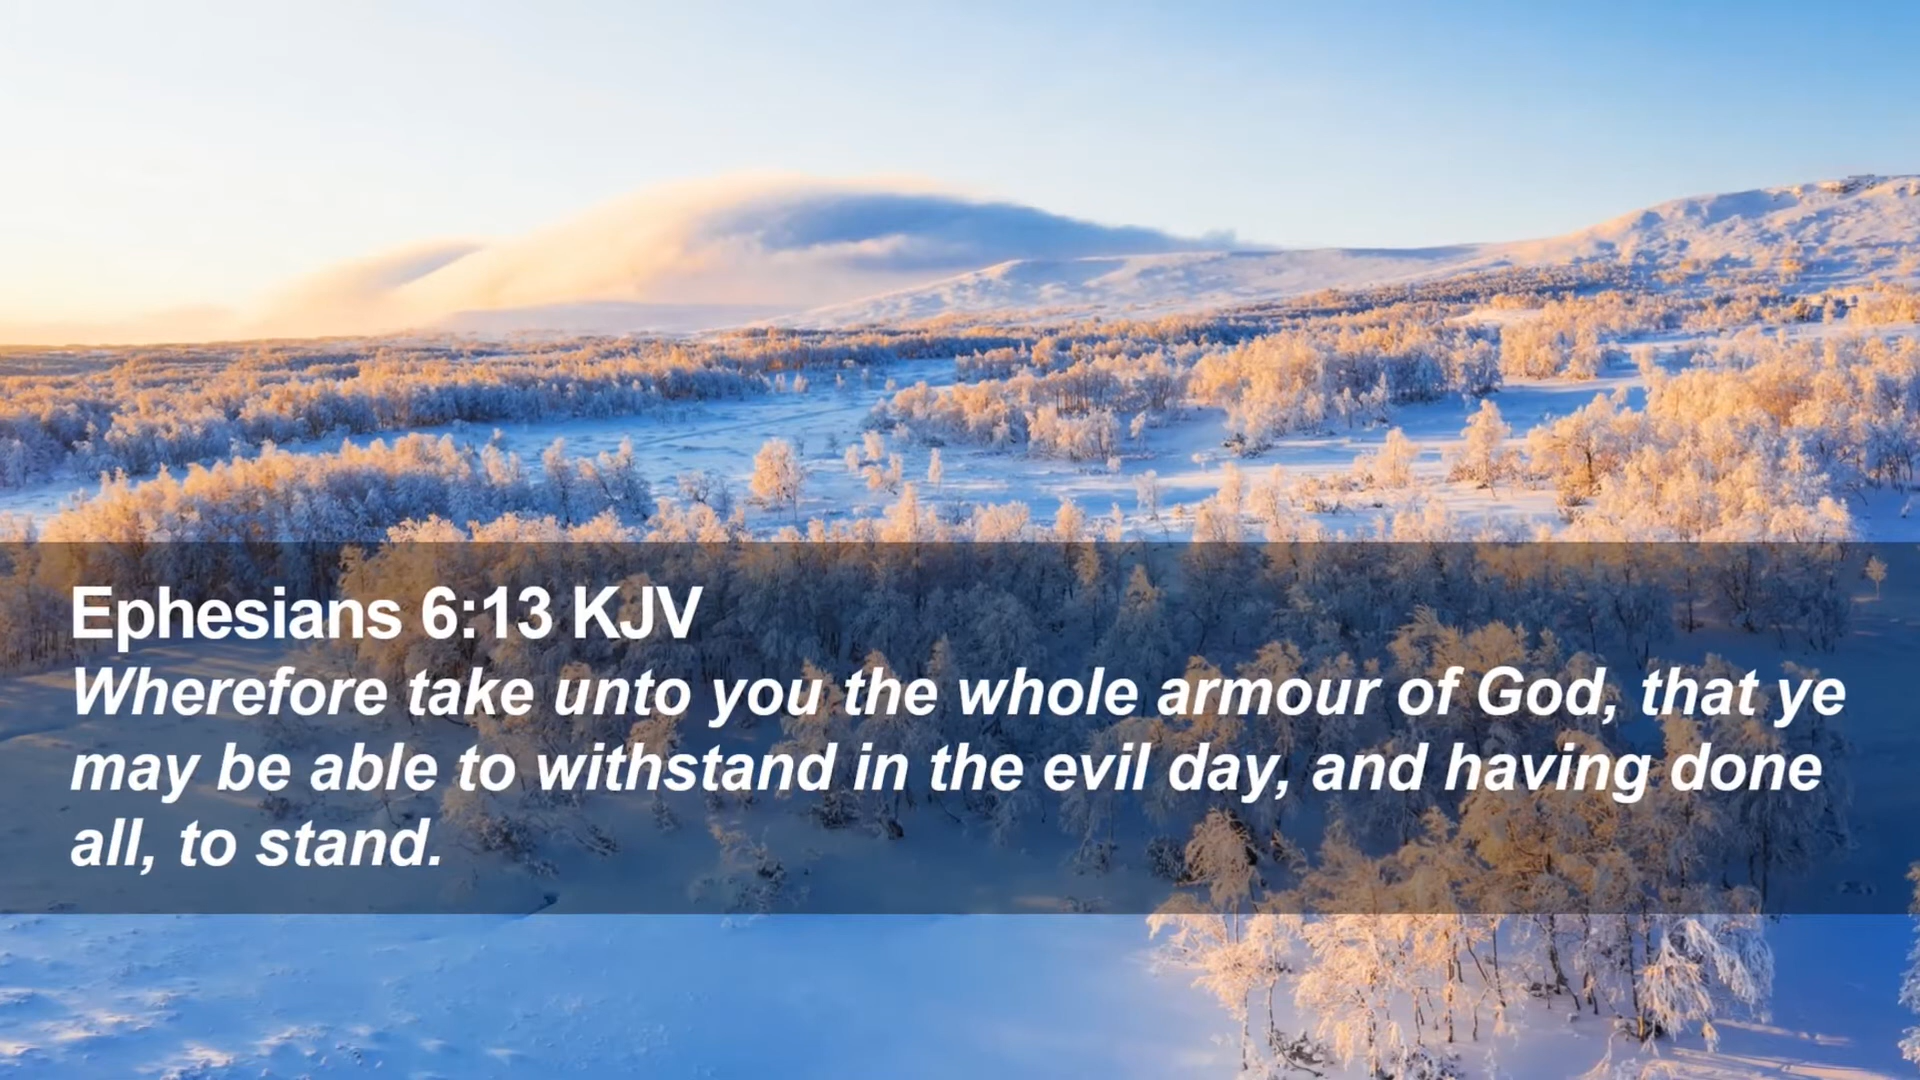 Ephesians 6:13 KJV
Wherefore take unto you the whole armour of God, that ye
may be able to withstand in the evil day, and having done
all, to stand.